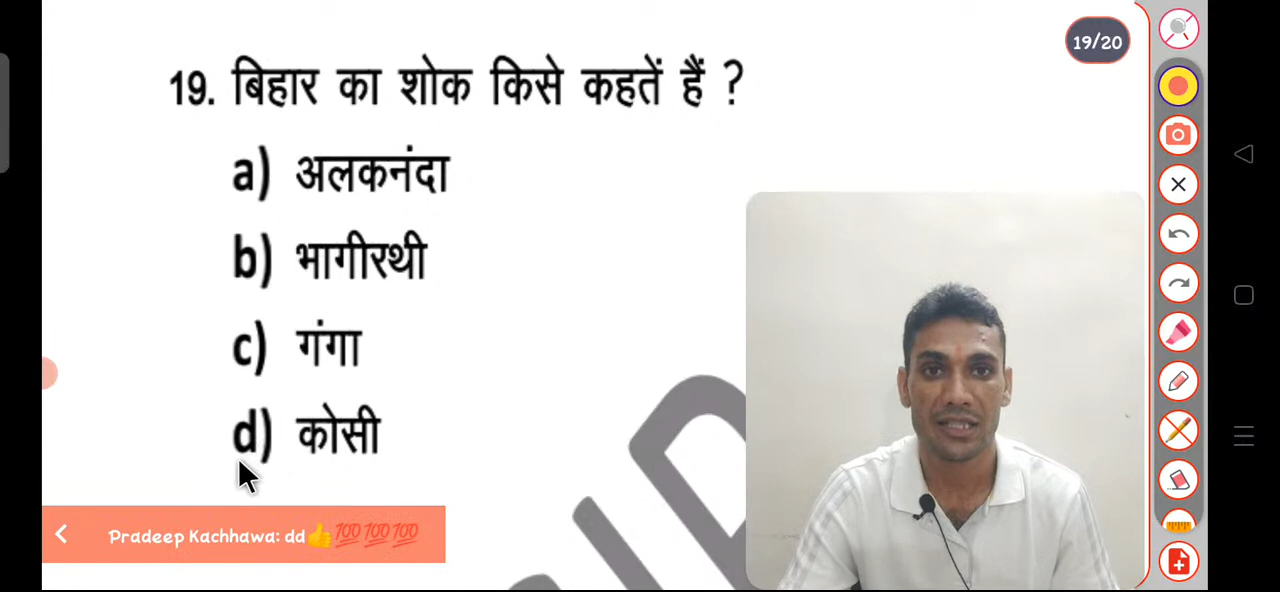 19/20
19. बिहार का शोक किसे कहतें हैं ?
a) अलकनंदा
b) भागीरथी
c) गंगा
d) कोसी
Pradeep Kachhawa: dd👍💯💯💯